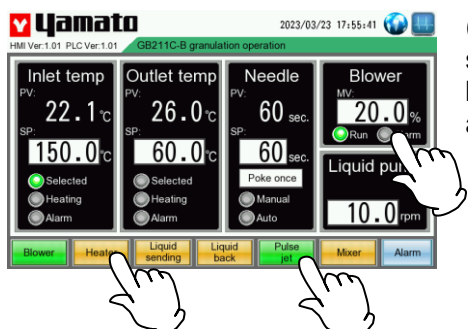 Yamato
2023/03/23 17:55:41
HMI Ver:1.01 PLC Ver:1.01
GB211C-B granulation operation
Inlet temp
PV:
22.1℃
SP:
150.0℃
Selected
Heating
Alarm
Outlet temp
PV:
26.0℃
SP:
60.0℃
Selected
Heating
Alarm
Needle
PV:
60 sec.
SP:
60 sec.
Poke once
Manual
Auto
Blower
MV:
20.0%
Run
Liquid
10.0 rpm
Blower
Heater
Liquid
sending
Liquid
back
Pulse
jet
Mixer
Alarm